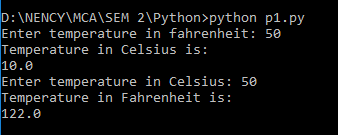 D:\NENCY\MCA\SEM 2\Python>python p1.py
Enter temperature in fahrenheit: 50
Temperature in Celsius is:
10.0
Enter temperature in Celsius: 50
Temperature in Fahrenheit is:
122.0